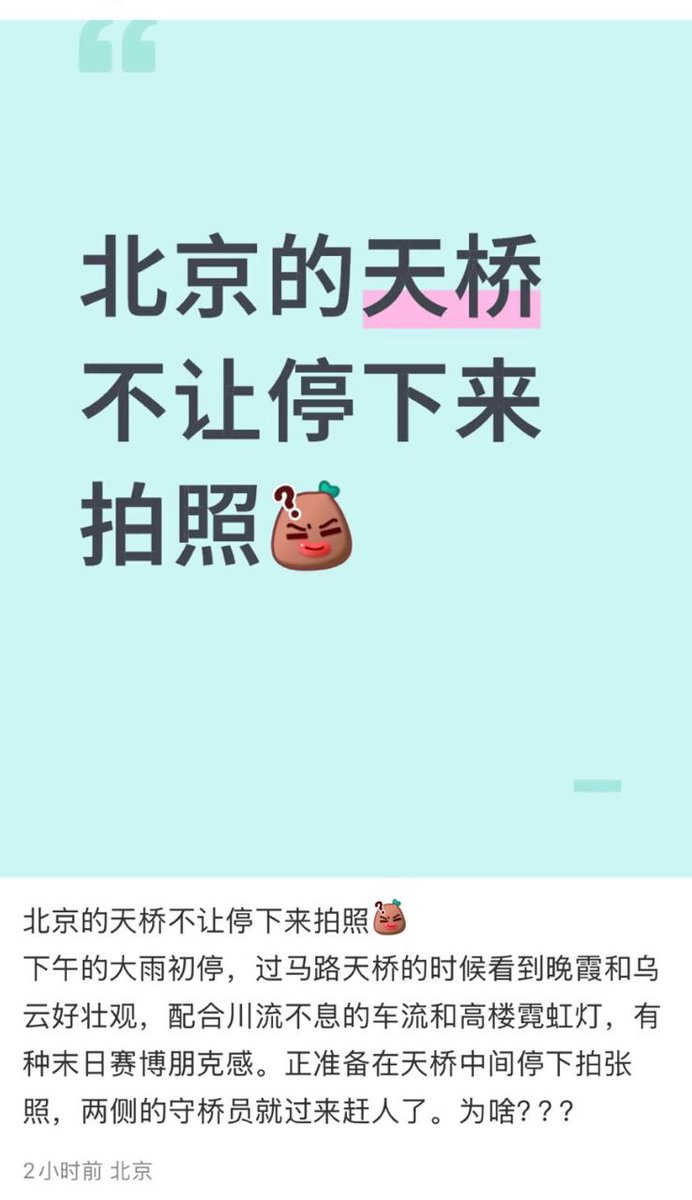 北京的天桥
不让停下来
拍照
北京的天桥不让停下来拍照
下午的大雨初停，过马路天桥的时候看到晚霞和乌
云好壮观，配合川流不息的车流和高楼霓虹灯，有
种末日赛博朋克感。正准备在天桥中间停下拍张
照，两侧的守桥员就过来赶人了。为啥？？？
2小时前 北京